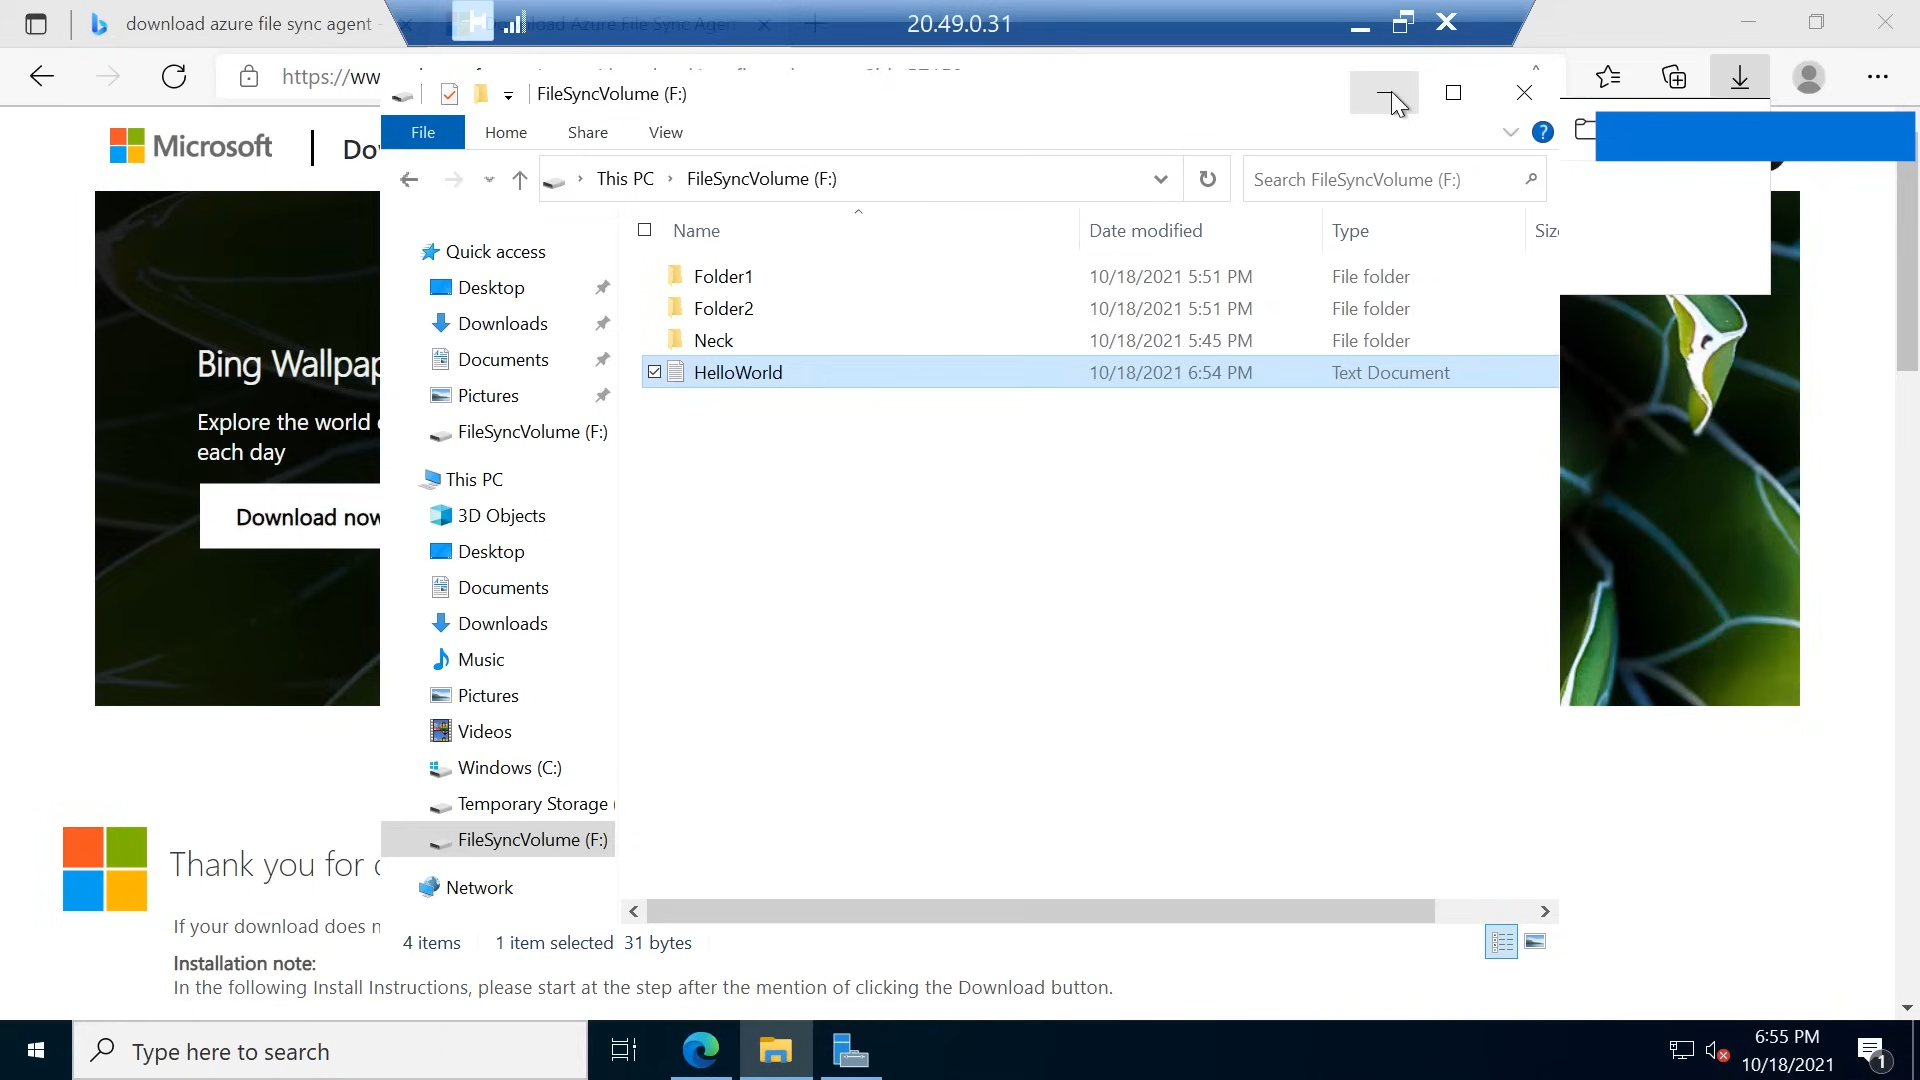 download azure file sync agent -
20.49.0.31
https://ww
FileSyncVolume (F:)
File
Home
Share
View
Microsoft
This PC
FileSyncVolume (F:)
Search FileSyncVolume (F:)
Name
Date modified
Type
Quick access
Desktop
Downloads
Documents
Pictures
FileSyncVolume (F:)
This PC
3D Objects
Desktop
Documents
Downloads
Music
Pictures
Videos
Windows (C:)
Temporary Storage
FileSyncVolume (F:)
Network
Folder1 10/18/2021 5:51 PM File folder
Folder2 10/18/2021 5:51 PM File folder
Neck 10/18/2021 5:45 PM File folder
HelloWorld 10/18/2021 6:54 PM Text Document
4 items 1 item selected 31 bytes
Bing Wallpap
Explore the world
each day
Download now
Thank you for
If your download does
Installation note:
In the following Install Instructions, please start at the step after the mention of clicking the Download button.
Type here to search
6:55 PM
10/18/2021
1